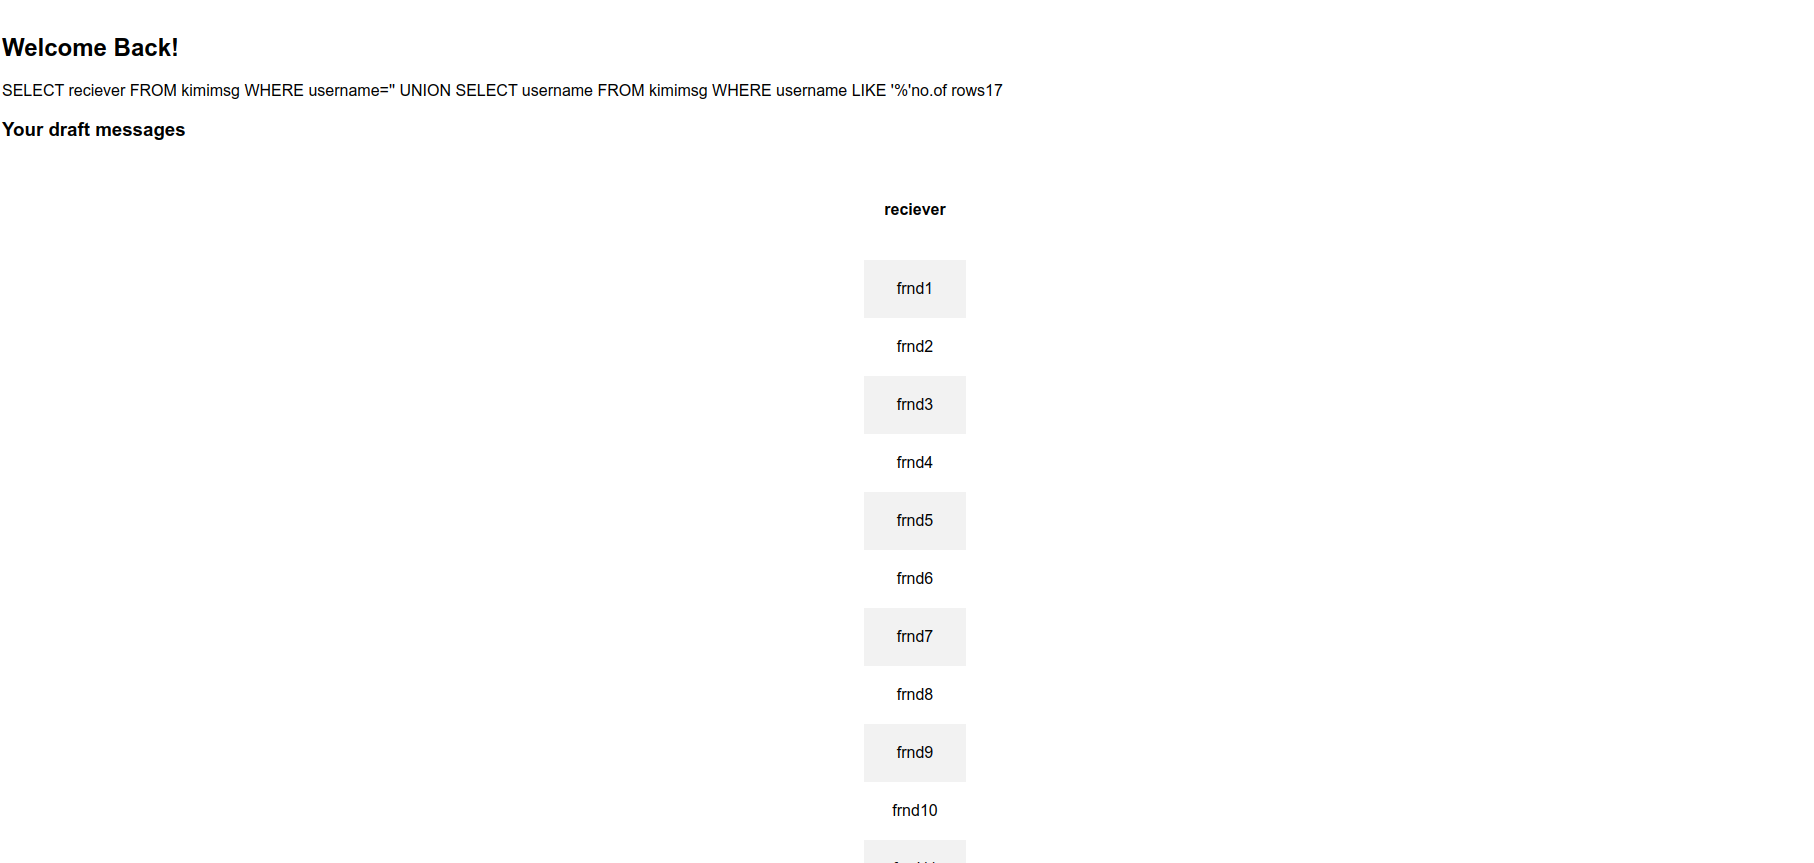 Welcome Back!
SELECT reciever FROM kimimsg WHERE username='' UNION SELECT username FROM kimimsg WHERE username LIKE '%'no.of rows17
Your draft messages
reciever
frnd1
frnd2
frnd3
frnd4
frnd5
frnd6
frnd7
frnd8
frnd9
frnd10